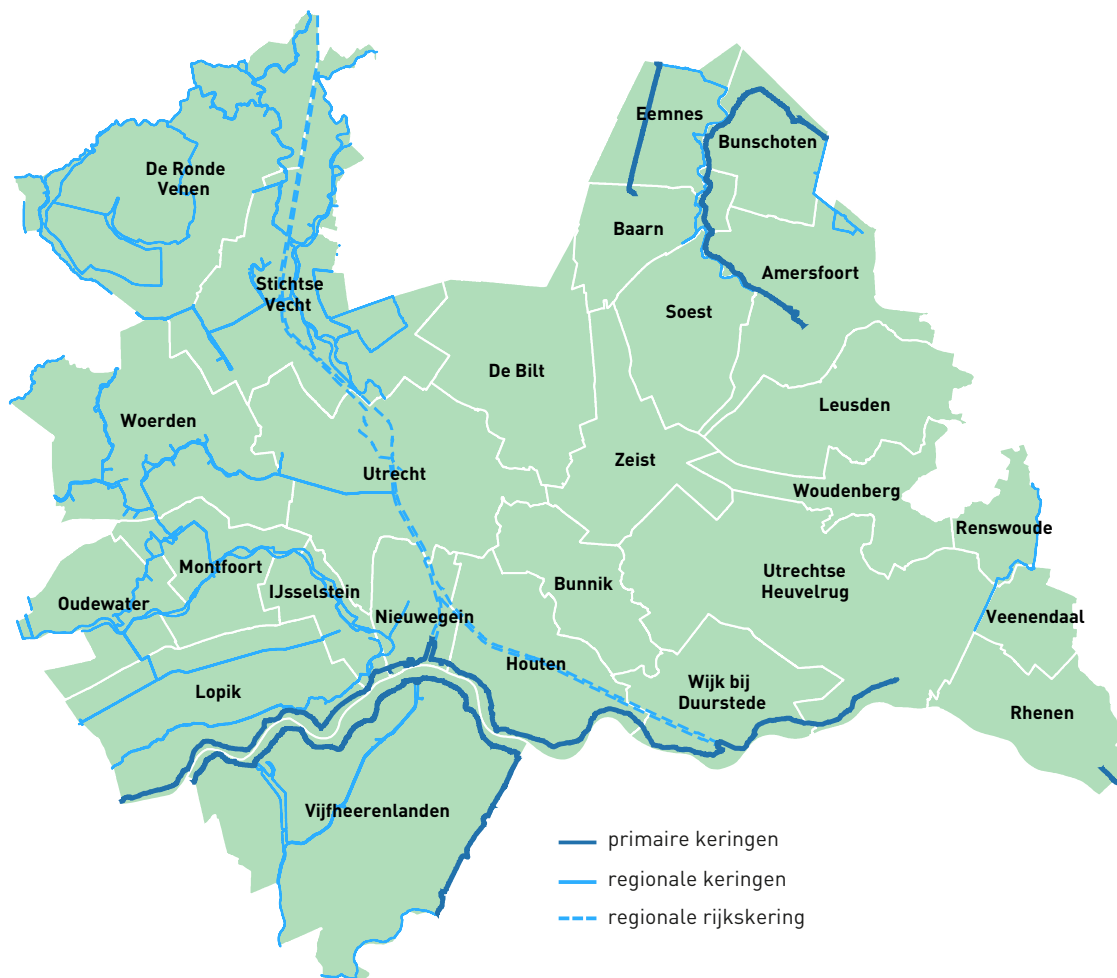 Eemnes
Bunschoten
De Ronde
Venen
Baarn
Amersfoort
Stichtse
Vecht
Soest
De Bilt
Leusden
Woerden
Zeist
Utrecht
Woudenberg
Renswoude
Montfoort
Utrechtse
Heuvelrug
Bunnik
IJsselstein
Oudewater
Nieuwegein
Veenendaal
Houten
Lopik
Wijk bij
Duurstede
Rhenen
Vijfheerenlanden
primaire keringen
regionale keringen
regionale rijkskering